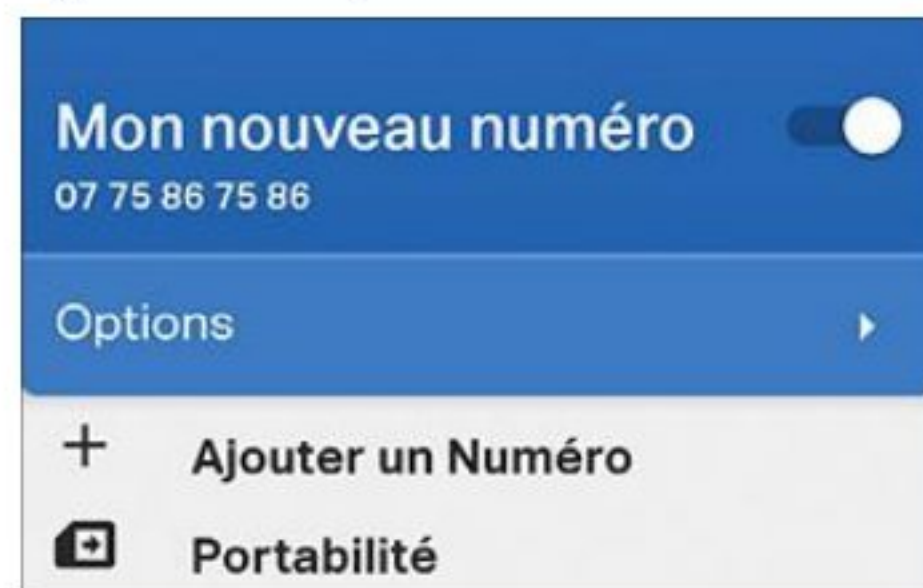 Mon nouveau numéro
07 75 86 75 86
Options
Ajouter un Numéro
Portabilité